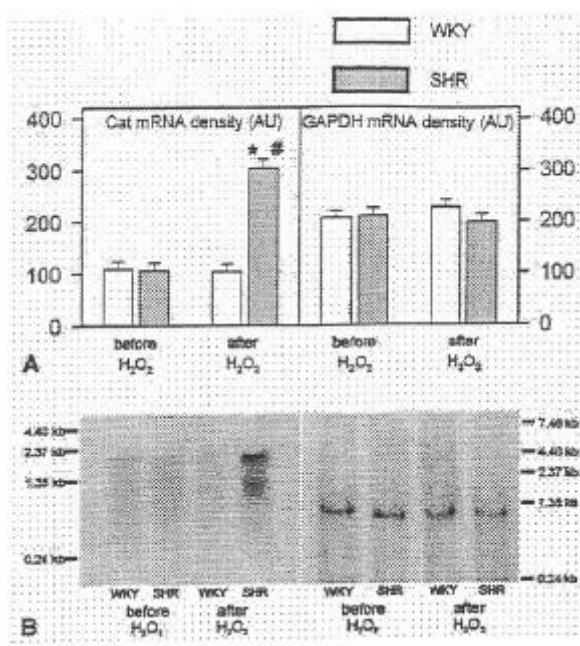 WKY
SHR
Cat mRNA density (AU)
GAPDH mRNA density (AU)
400
300
200
100
0
* #
400
300
200
100
0
before
H₂O₂
after
H₂O₂
before
H₂O₂
after
H₂O₂
A
4.40 kb
2.37 kb
1.35 kb
0.24 kb
7.46 kb
4.40 kb
2.37 kb
0.24 kb
WKY SHR WKY SHR WKY SHR WKY SHR
before
H₂O₂
after
H₂O₂
before
H₂O₂
after
H₂O₂
B